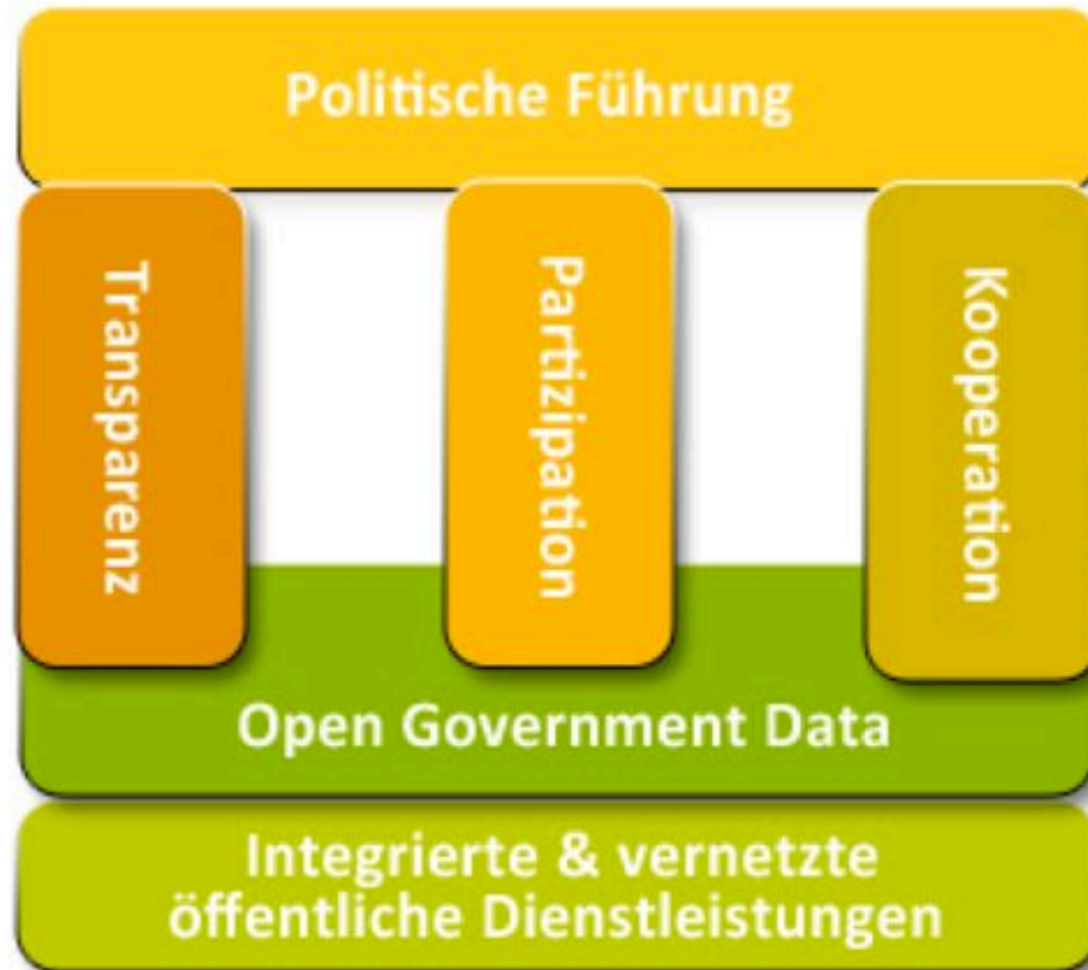 Politische Führung
Transparenz
Partizipation
Kooperation
Open Government Data
Integrierte & vernetzte
öffentliche Dienstleistungen